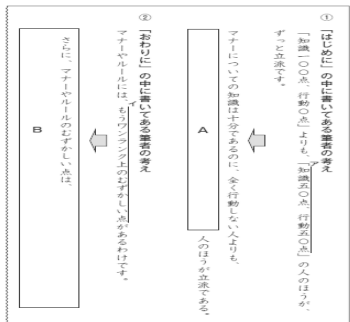 ① 「はじめに」の中に書いてある筆者の考え
「知識一〇〇点、行動〇点」よりも、「知識五〇点、行動五〇点」の人のほうが、
ア
ずっと立派です。
マナーについての知識は十分であるのに、全く行動しない人よりも、
A
人のほうが立派である。
② 「おわりに」の中に書いてある筆者の考え
マナーやルールには、もうワンランク上のむずかしい点があるわけです。
イ
さらに、マナーやルールのむずかしい点は、
B